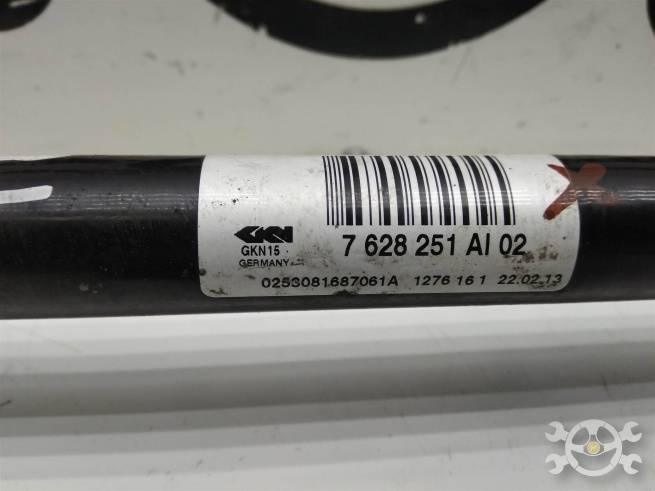 GKN
GKN15
GERMANY
7 628 251 AI 02
0253081687061A 1276 16 1 22.02.13
X